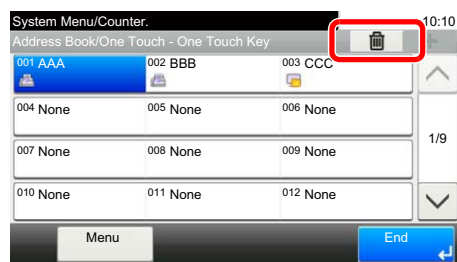 System Menu/Counter. 10:10
Address Book/One Touch - One Touch Key
001 AAA 002 BBB 003 CCC
004 None 005 None 006 None
1/9
007 None 008 None 009 None
010 None 011 None 012 None
Menu End